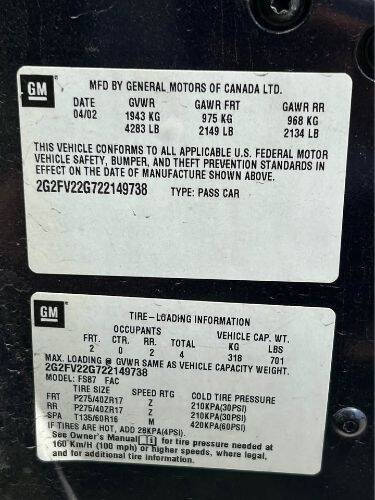 GM
MFD BY GENERAL MOTORS OF CANADA LTD.
DATE GVWR GAWR FRT GAWR RR
04/02 1943 KG 975 KG 968 KG
4283 LB 2149 LB 2134 LB
THIS VEHICLE CONFORMS TO ALL APPLICABLE U.S. FEDERAL MOTOR
VEHICLE SAFETY, BUMPER, AND THEFT PREVENTION STANDARDS IN
EFFECT ON THE DATE OF MANUFACTURE SHOWN ABOVE.
2G2FV22G722149738 TYPE: PASS CAR
GM
TIRE-LOADING INFORMATION
OCCUPANTS VEHICLE CAP. WT.
FRT. CTR. RR. TOTAL KG LBS
2 0 2 4 318 701
MAX. LOADING @ GVWR SAME AS VEHICLE CAPACITY WEIGHT.
2G2FV22G722149738
MODEL: FS87 FAC
TIRE SIZE SPEED RTG COLD TIRE PRESSURE
FRT P275/40ZR17 Z 210KPA(30PSI)
RR P275/40ZR17 Z 210KPA(30PSI)
SPA T135/60R16 M 420KPA(60PSI)
IF TIRES ARE HOT, ADD 28KPA(4PSI).
See Owner's Manual i for tire pressure needed at
160 Km/H (100 mph) or higher speeds, where legal,
and for additional information.